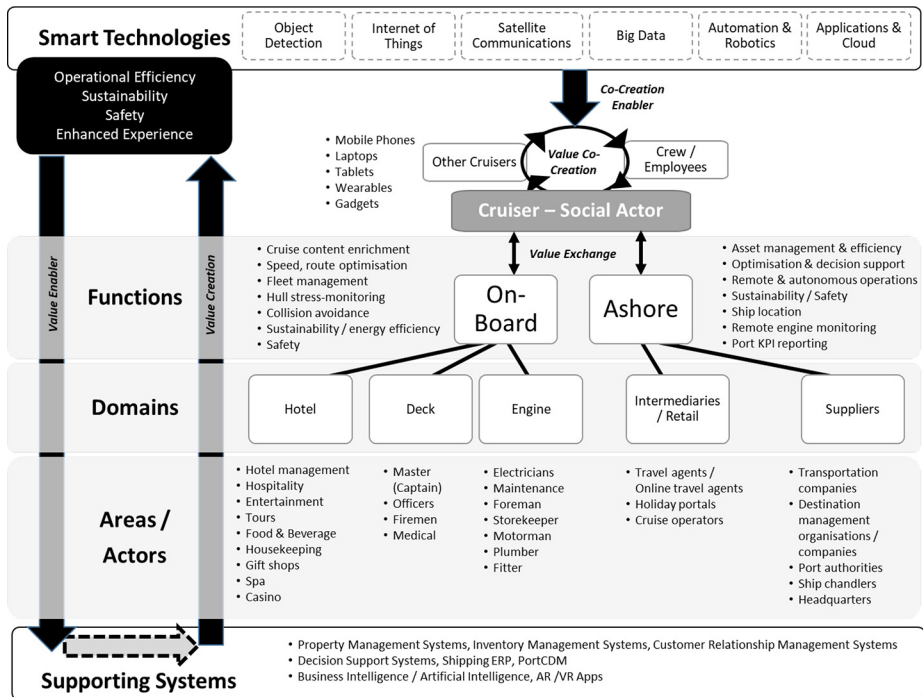 Smart Technologies
Object
Detection
Internet of
Things
Satellite
Communications
Big Data
Automation &
Robotics
Applications &
Cloud
Operational Efficiency
Sustainability
Safety
Enhanced Experience
Co-Creation
Enabler
• Mobile Phones
• Laptops
• Tablets
• Wearables
• Gadgets
Other Cruisers
Value Co-
Creation
Crew /
Employees
Cruiser – Social Actor
Value Exchange
Value Enabler
Value Creation
Functions
• Cruise content enrichment
• Speed, route optimisation
• Fleet management
• Hull stress-monitoring
• Collision avoidance
• Sustainability / energy efficiency
• Safety
On-
Board
Ashore
• Asset management & efficiency
• Optimisation & decision support
• Remote & autonomous operations
• Sustainability / Safety
• Ship location
• Remote engine monitoring
• Port KPI reporting
Domains
Hotel
Deck
Engine
Intermediaries
/ Retail
Suppliers
Areas /
Actors
• Hotel management
• Hospitality
• Entertainment
• Tours
• Food & Beverage
• Housekeeping
• Gift shops
• Spa
• Casino
• Master
(Captain)
• Officers
• Firemen
• Medical
• Electricians
• Maintenance
• Foreman
• Storekeeper
• Motorman
• Plumber
• Fitter
• Travel agents /
Online travel agents
• Holiday portals
• Cruise operators
• Transportation
companies
• Destination
management
organisations /
companies
• Port authorities
• Ship chandlers
• Headquarters
Supporting Systems
• Property Management Systems, Inventory Management Systems, Customer Relationship Management Systems
• Decision Support Systems, Shipping ERP, PortCDM
• Business Intelligence / Artificial Intelligence, AR /VR Apps